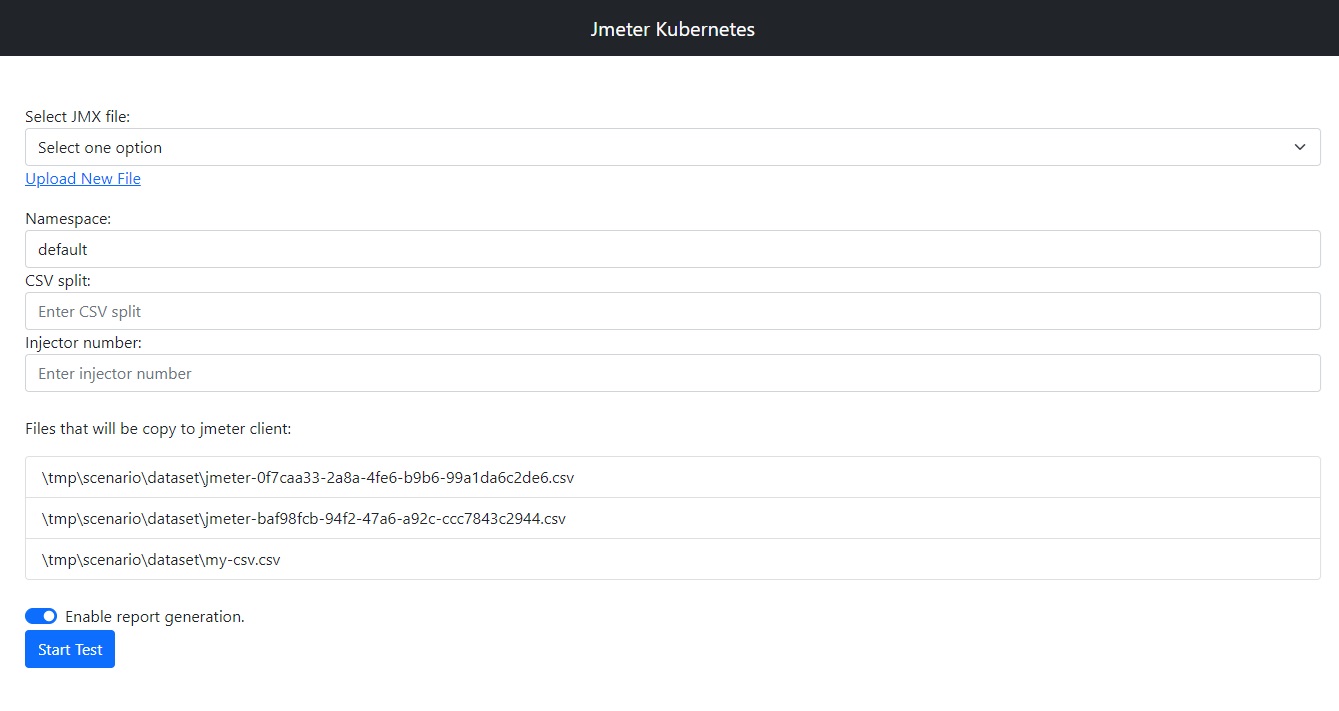 Jmeter Kubernetes
Select JMX file:
Select one option
Upload New File
Namespace:
default
CSV split:
Enter CSV split
Injector number:
Enter injector number
Files that will be copy to jmeter client:
\tmp\scenario\dataset\jmeter-0f7caa33-2a8a-4fe6-b9b6-99a1da6c2de6.csv
\tmp\scenario\dataset\jmeter-baf98fcb-94f2-47a6-a92c-ccc7843c2944.csv
\tmp\scenario\dataset\my-csv.csv
Enable report generation.
Start Test